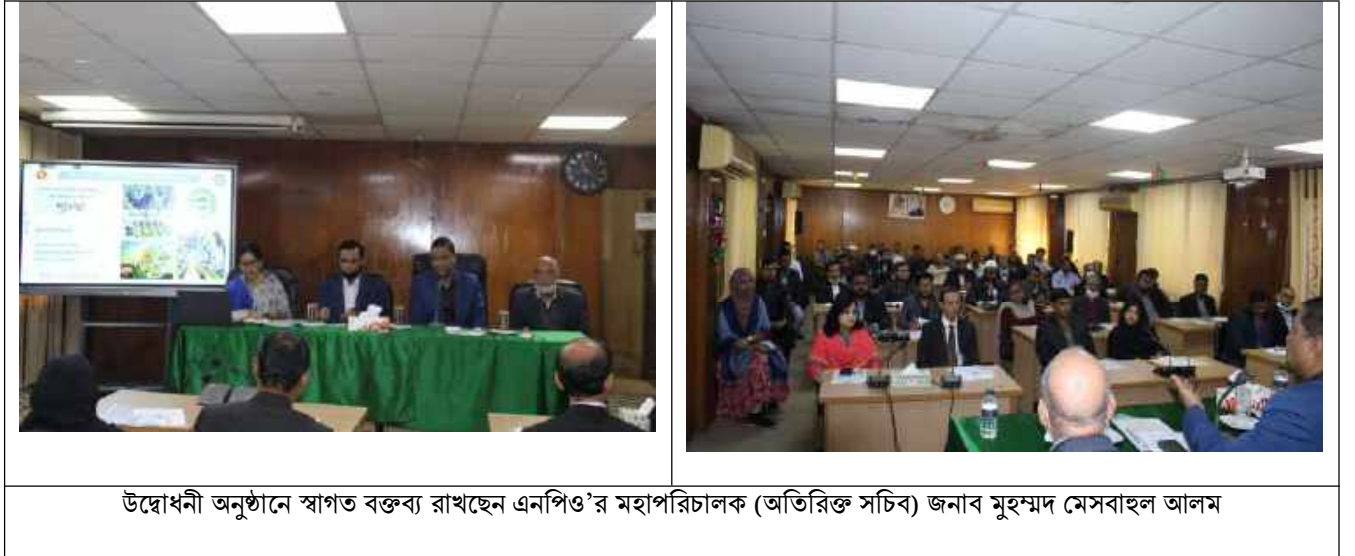 উদ্বোধনী অনুষ্ঠানে স্বাগত বক্তব্য রাখছেন এনপিও’র মহাপরিচালক (অতিরিক্ত সচিব) জনাব মুহম্মদ মেসবাহুল আলম